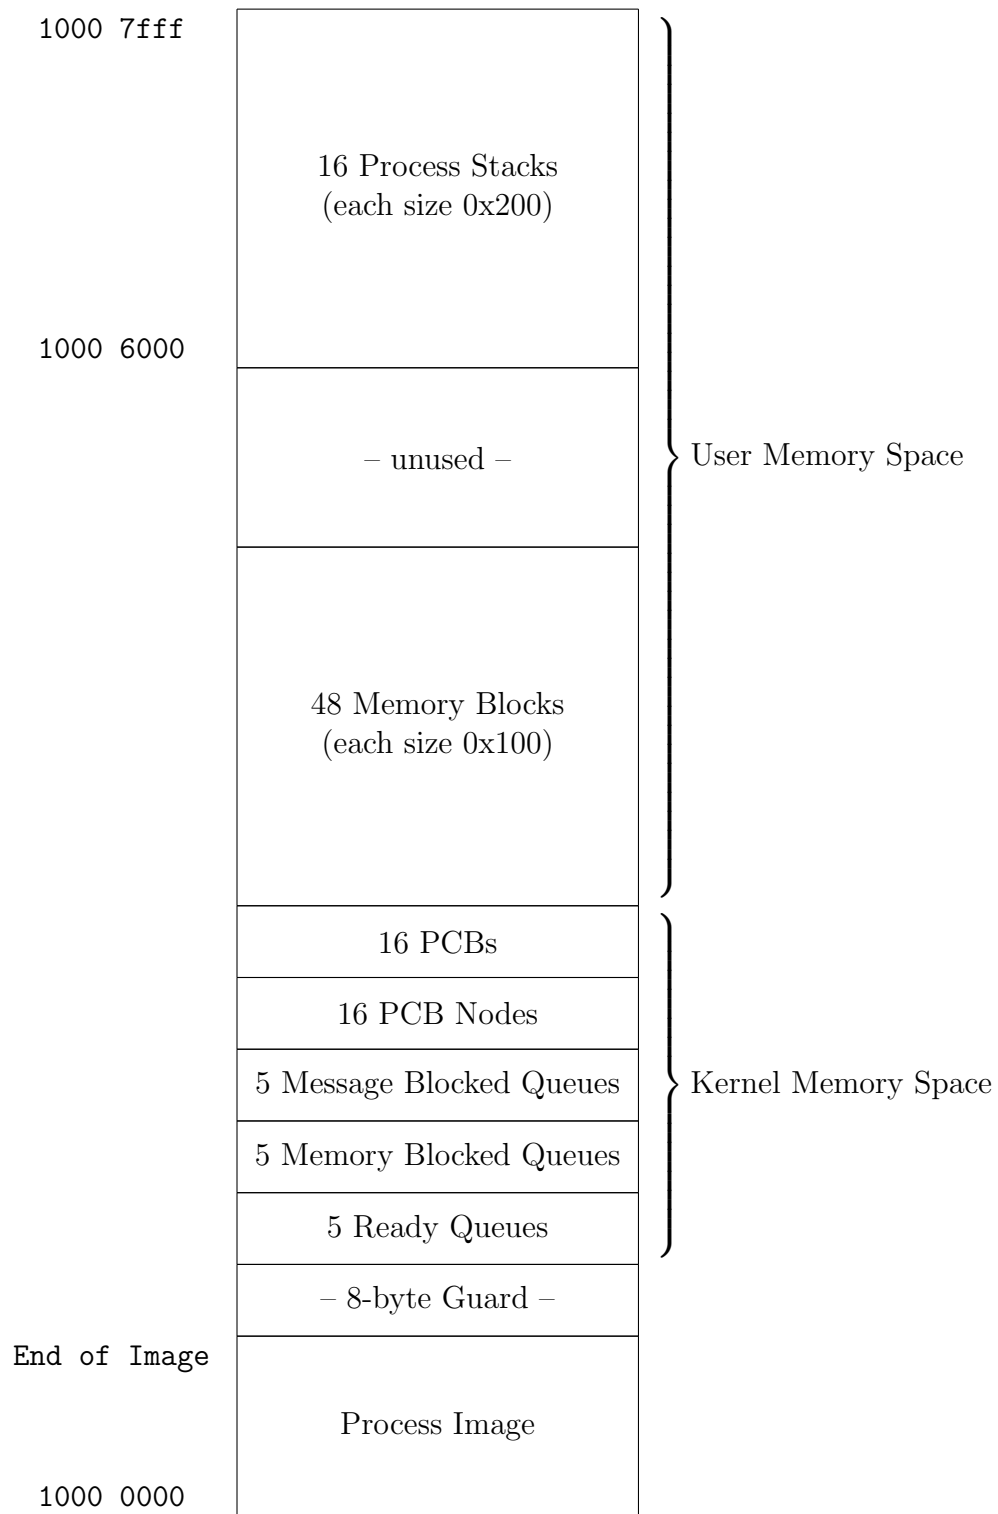 1000 7fff
16 Process Stacks
(each size 0x200)
1000 6000
– unused –
User Memory Space
48 Memory Blocks
(each size 0x100)
16 PCBs
16 PCB Nodes
5 Message Blocked Queues
Kernel Memory Space
5 Memory Blocked Queues
5 Ready Queues
– 8-byte Guard –
End of Image
Process Image
1000 0000